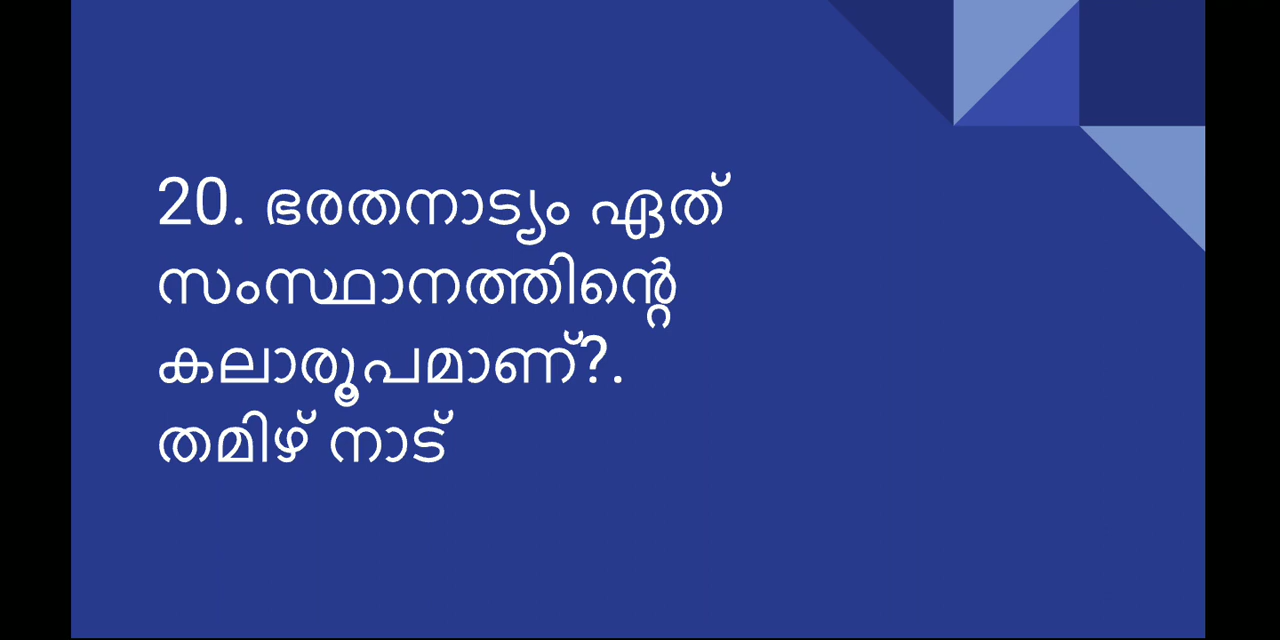 20. ഭരതനാട്യം ഏത്
സംസ്ഥാനത്തിന്റെ
കലാരൂപമാണ്?.
തമിഴ് നാട്